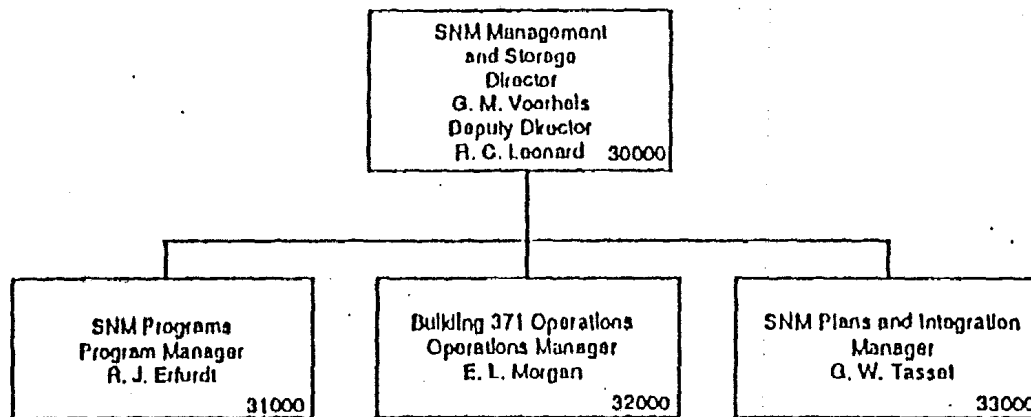 SNM Management
and Storage
Director
G. M. Voorheis
Deputy Director
R. C. Leonard 30000
SNM Programs
Program Manager
R. J. Erfurdt
31000
Building 371 Operations
Operations Manager
E. L. Morgan
32000
SNM Plans and Integration
Manager
G. W. Tasset
33000